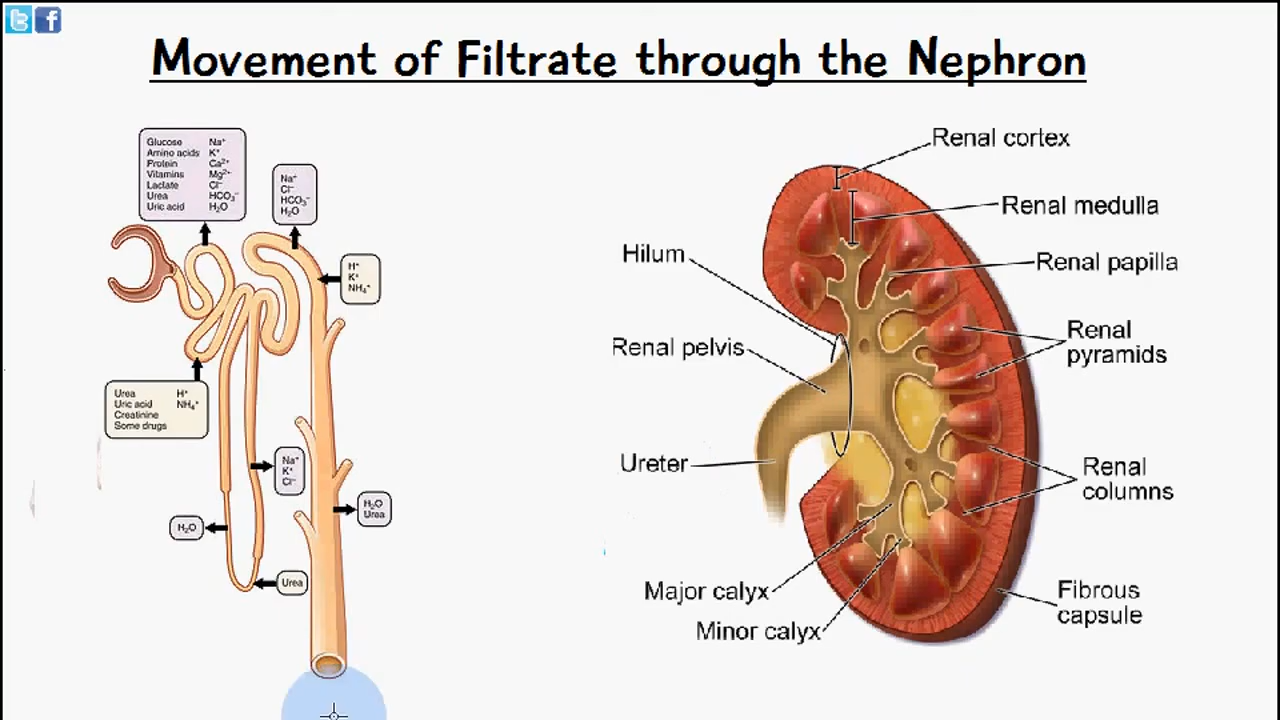 Movement of Filtrate through the Nephron
Glucose Na⁺
Amino acids K⁺
Protein Ca²⁺
Vitamins Mg²⁺
Lactate Cl⁻
Urea HCO₃⁻
Uric acid H₂O
Na⁺
Cl⁻
HCO₃⁻
H₂O
H⁺
K⁺
NH₄⁺
Urea H⁺
Uric acid NH₄⁺
Creatinine
Some drugs
Na⁺
K⁺
Cl⁻
H₂O
Urea
H₂O
Urea
Renal cortex
Renal medulla
Hilum
Renal papilla
Renal
pyramids
Renal pelvis
Ureter
Renal
columns
Major calyx
Minor calyx
Fibrous
capsule